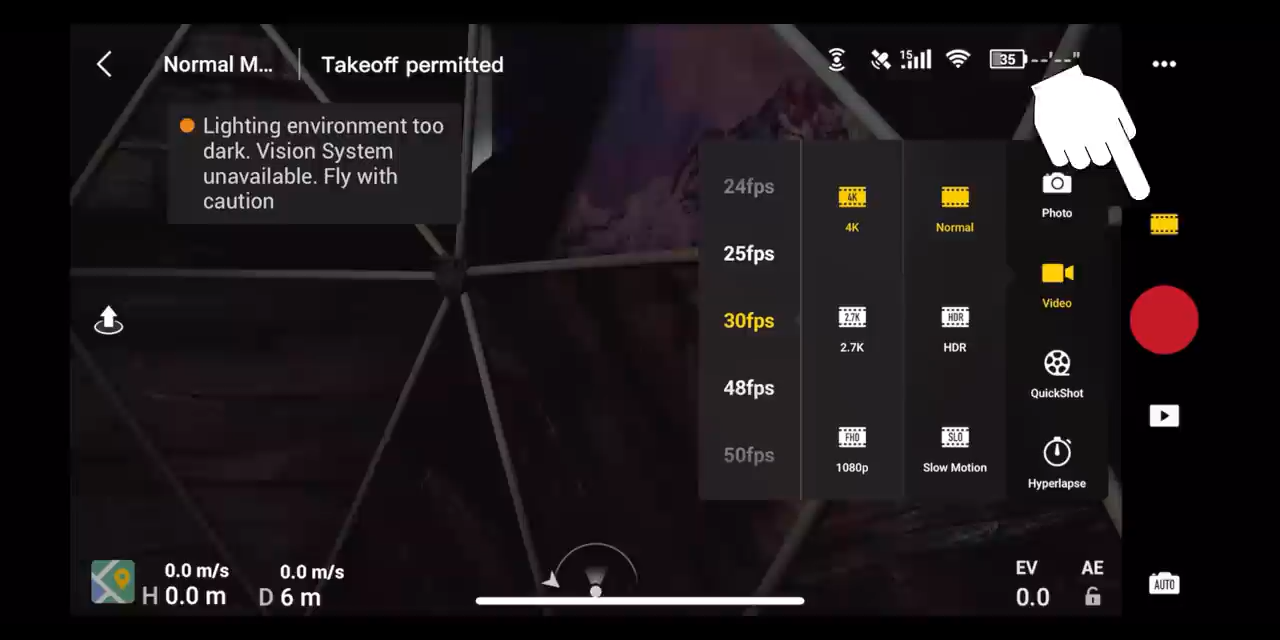 Normal M... Takeoff permitted
15
35
--'--"
Lighting environment too
dark. Vision System
unavailable. Fly with
caution
24fps
25fps
30fps
48fps
50fps
4K
4K
2.7K
2.7K
FHD
1080p
Normal
HDR
HDR
SLO
Slow Motion
Photo
Video
QuickShot
Hyperlapse
0.0 m/s 0.0 m/s
H 0.0 m D 6 m
EV AE
0.0
AUTO